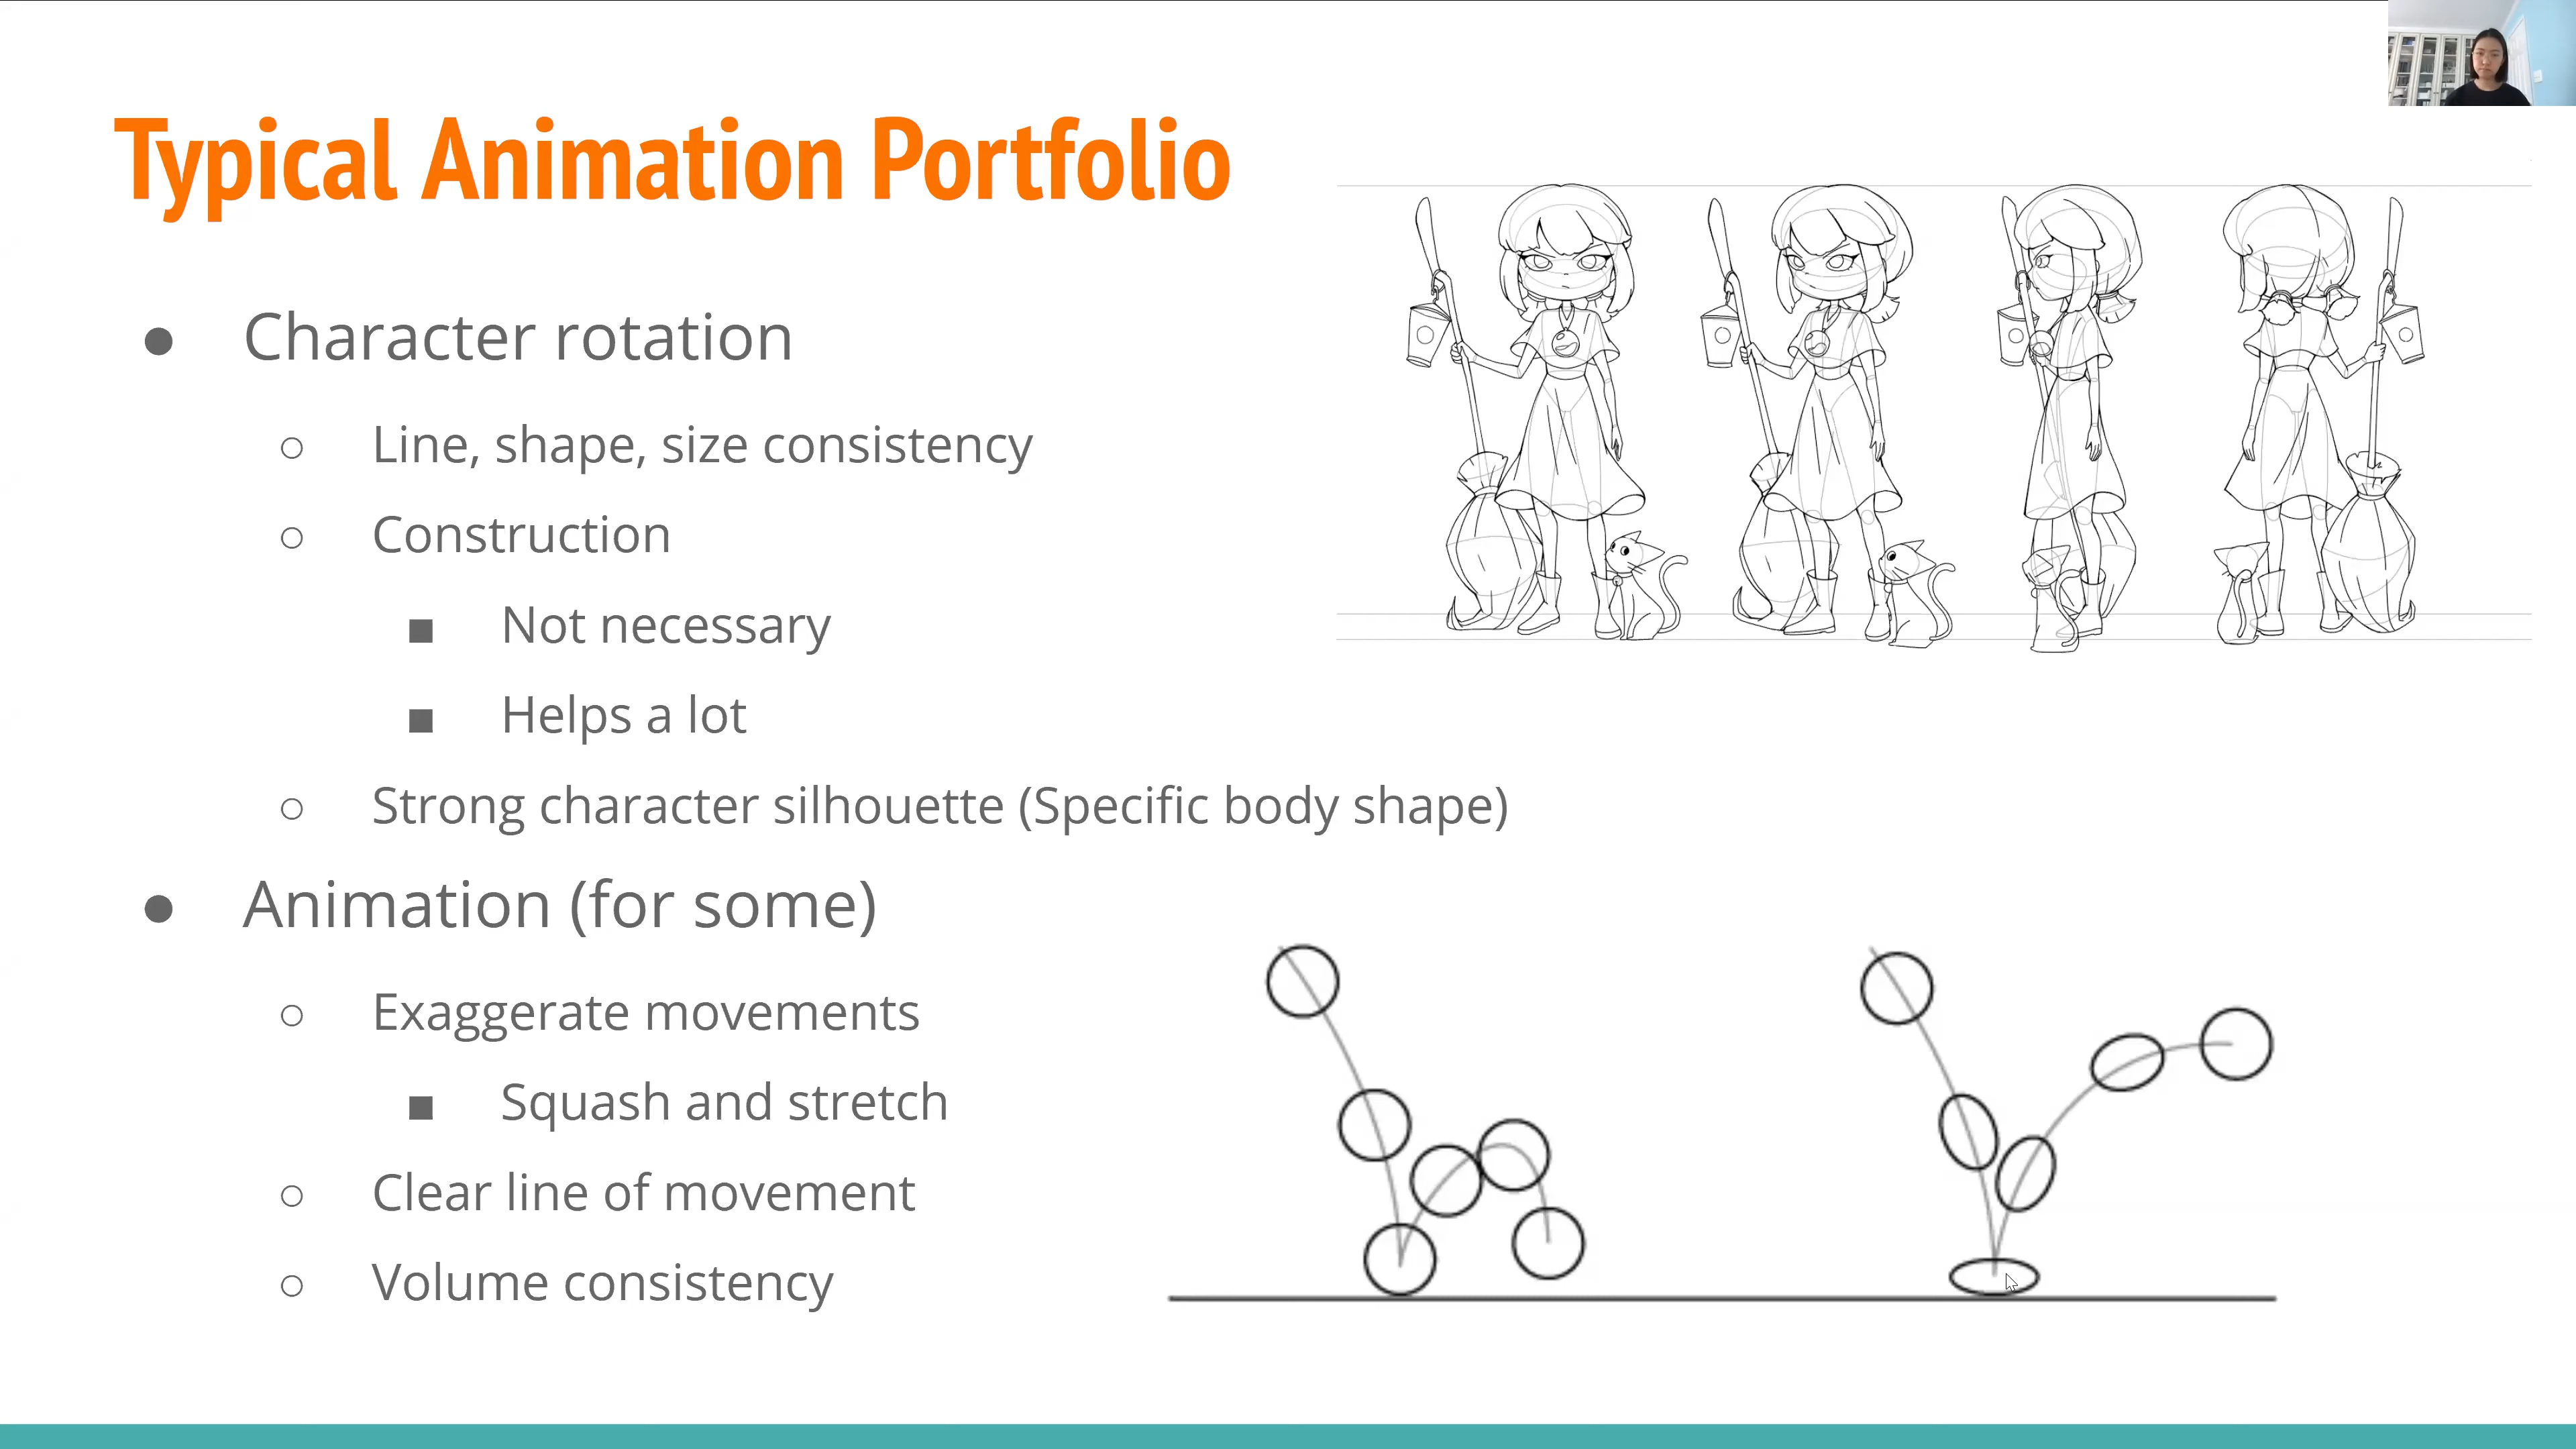 Typical Animation Portfolio
● Character rotation
○ Line, shape, size consistency
○ Construction
■ Not necessary
■ Helps a lot
○ Strong character silhouette (Specific body shape)
● Animation (for some)
○ Exaggerate movements
■ Squash and stretch
○ Clear line of movement
○ Volume consistency